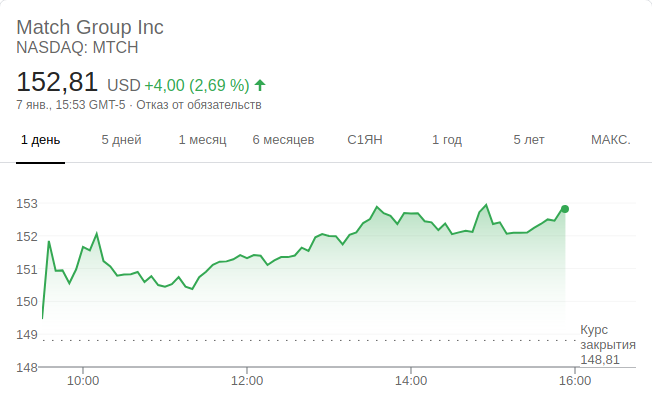 Match Group Inc
NASDAQ: MTCH
152,81 USD +4,00 (2,69 %)
7 янв., 15:53 GMT-5 · Отказ от обязательств
1 день 5 дней 1 месяц 6 месяцев С1ЯН 1 год 5 лет МАКС.
153
152
151
150
149
Курс
закрытия
148,81
148
10:00 12:00 14:00 16:00